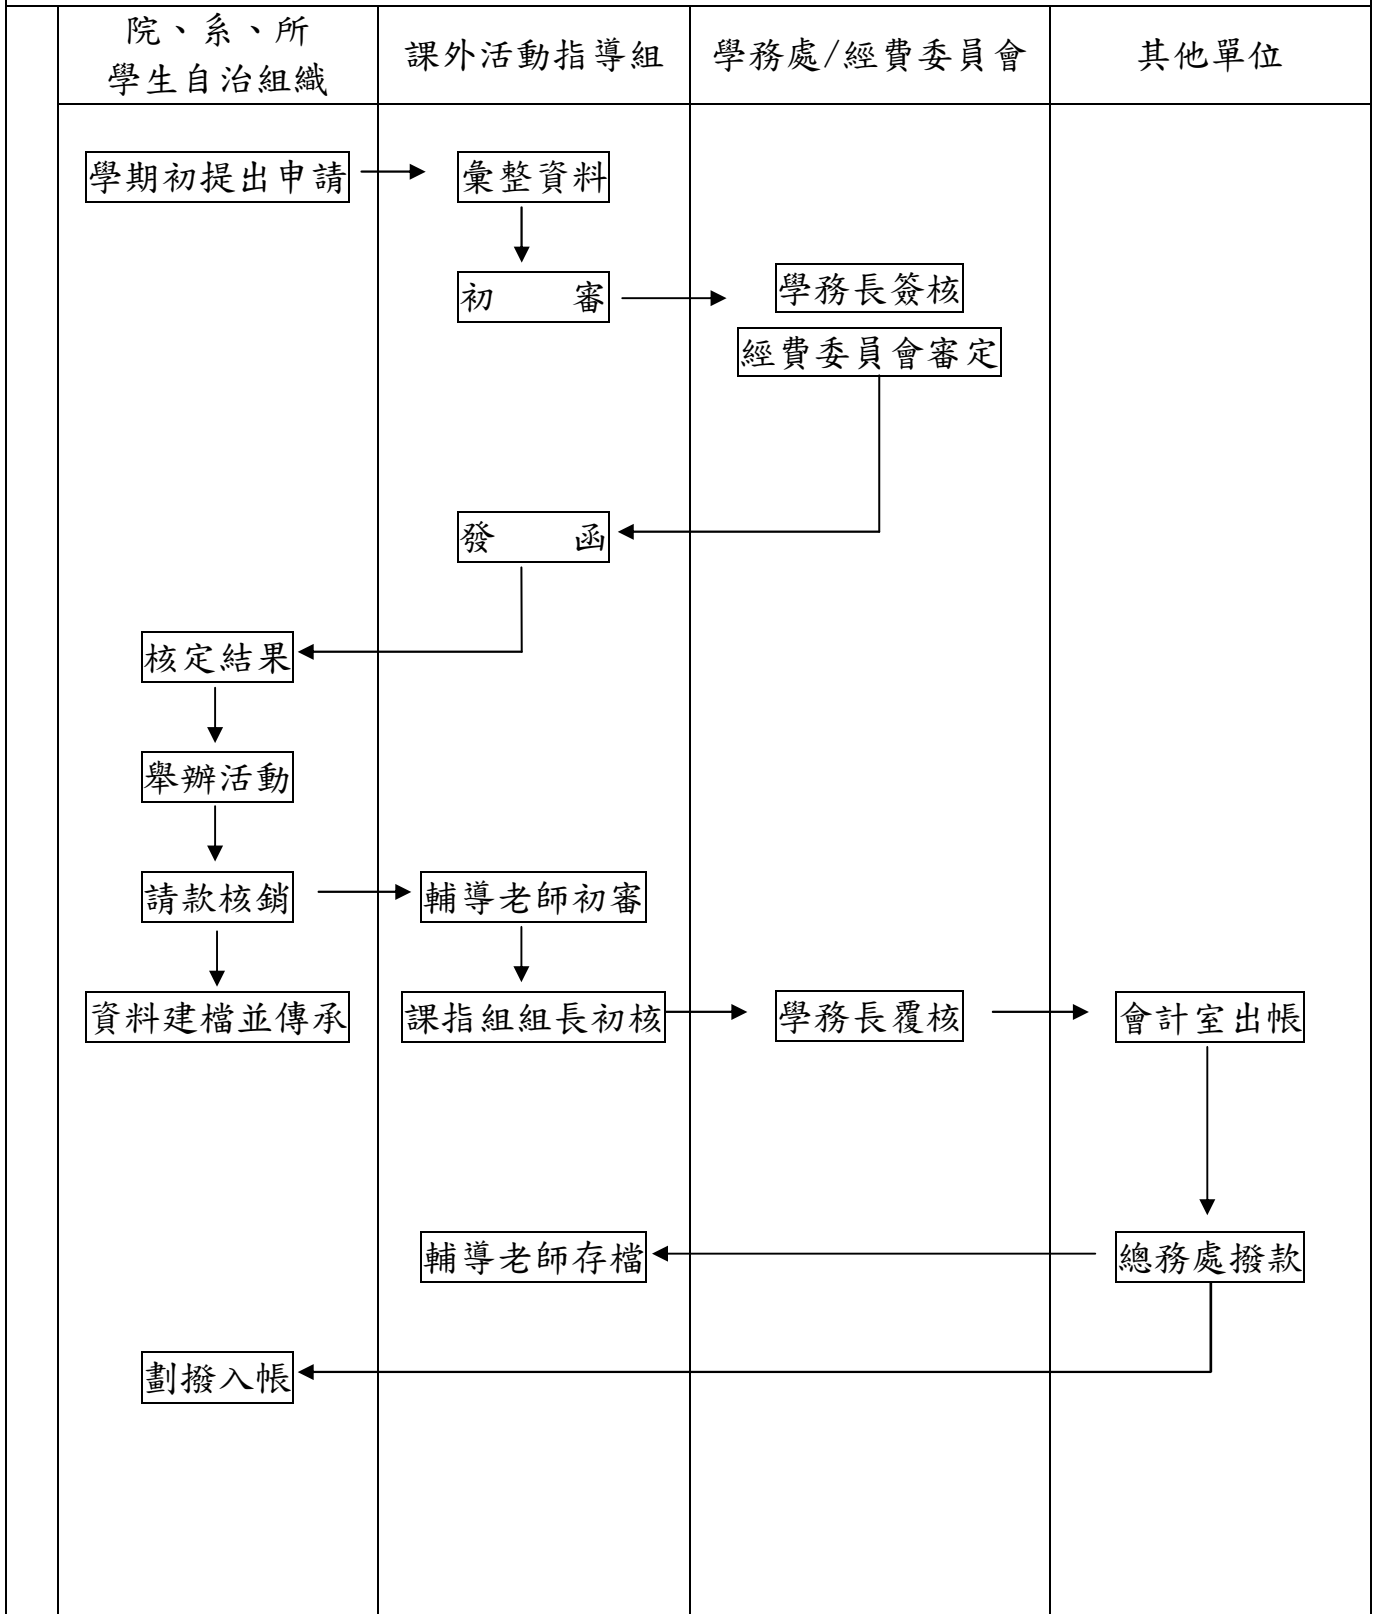 院、系、所
學生自治組織
課外活動指導組
學務處/經費委員會
其他單位
學期初提出申請
彙整資料
初 審
學務長簽核
經費委員會審定
發 函
核定結果
舉辦活動
請款核銷
輔導老師初審
資料建檔並傳承
課指組組長初核
學務長覆核
會計室出帳
輔導老師存檔
總務處撥款
劃撥入帳